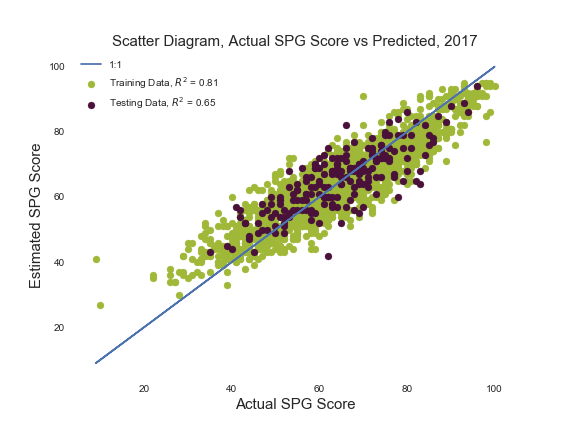 Scatter Diagram, Actual SPG Score vs Predicted, 2017
1:1
Training Data, R² = 0.81
Testing Data, R² = 0.65
Estimated SPG Score
100
80
60
40
20
20 40 60 80 100
Actual SPG Score